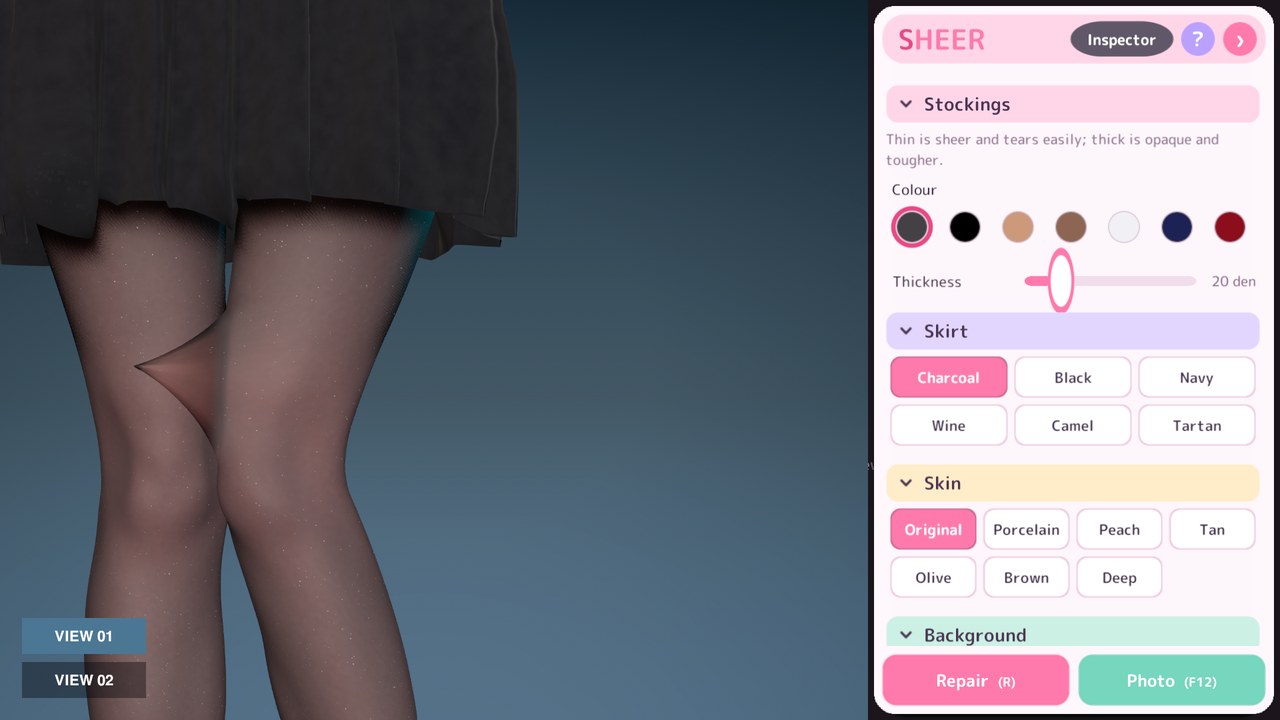 SHEER
Inspector
?
›
Stockings
Thin is sheer and tears easily; thick is opaque and
tougher.
Colour
Thickness
20 den
Skirt
Charcoal
Black
Navy
Wine
Camel
Tartan
Skin
Original
Porcelain
Peach
Tan
Olive
Brown
Deep
Background
Repair (R)
Photo (F12)
VIEW 01
VIEW 02